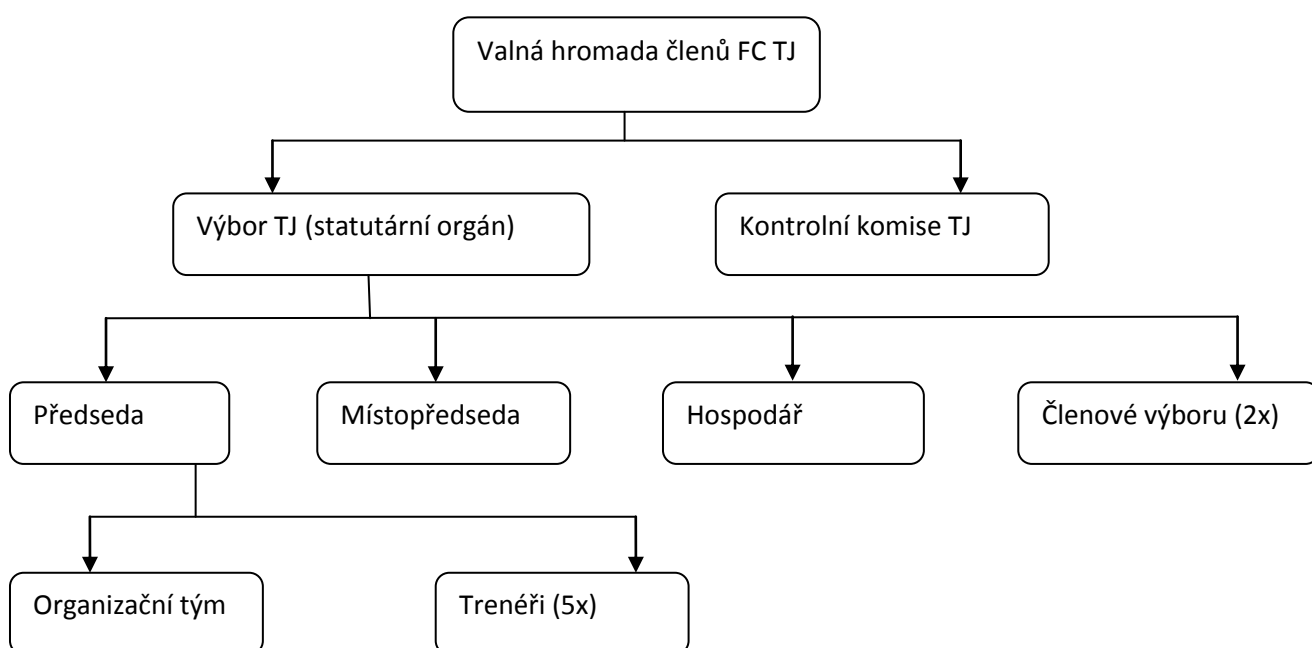 Valná hromada členů FC TJ
Výbor TJ (statutární orgán)
Kontrolní komise TJ
Předseda
Místopředseda
Hospodář
Členové výboru (2x)
Organizační tým
Trenéři (5x)